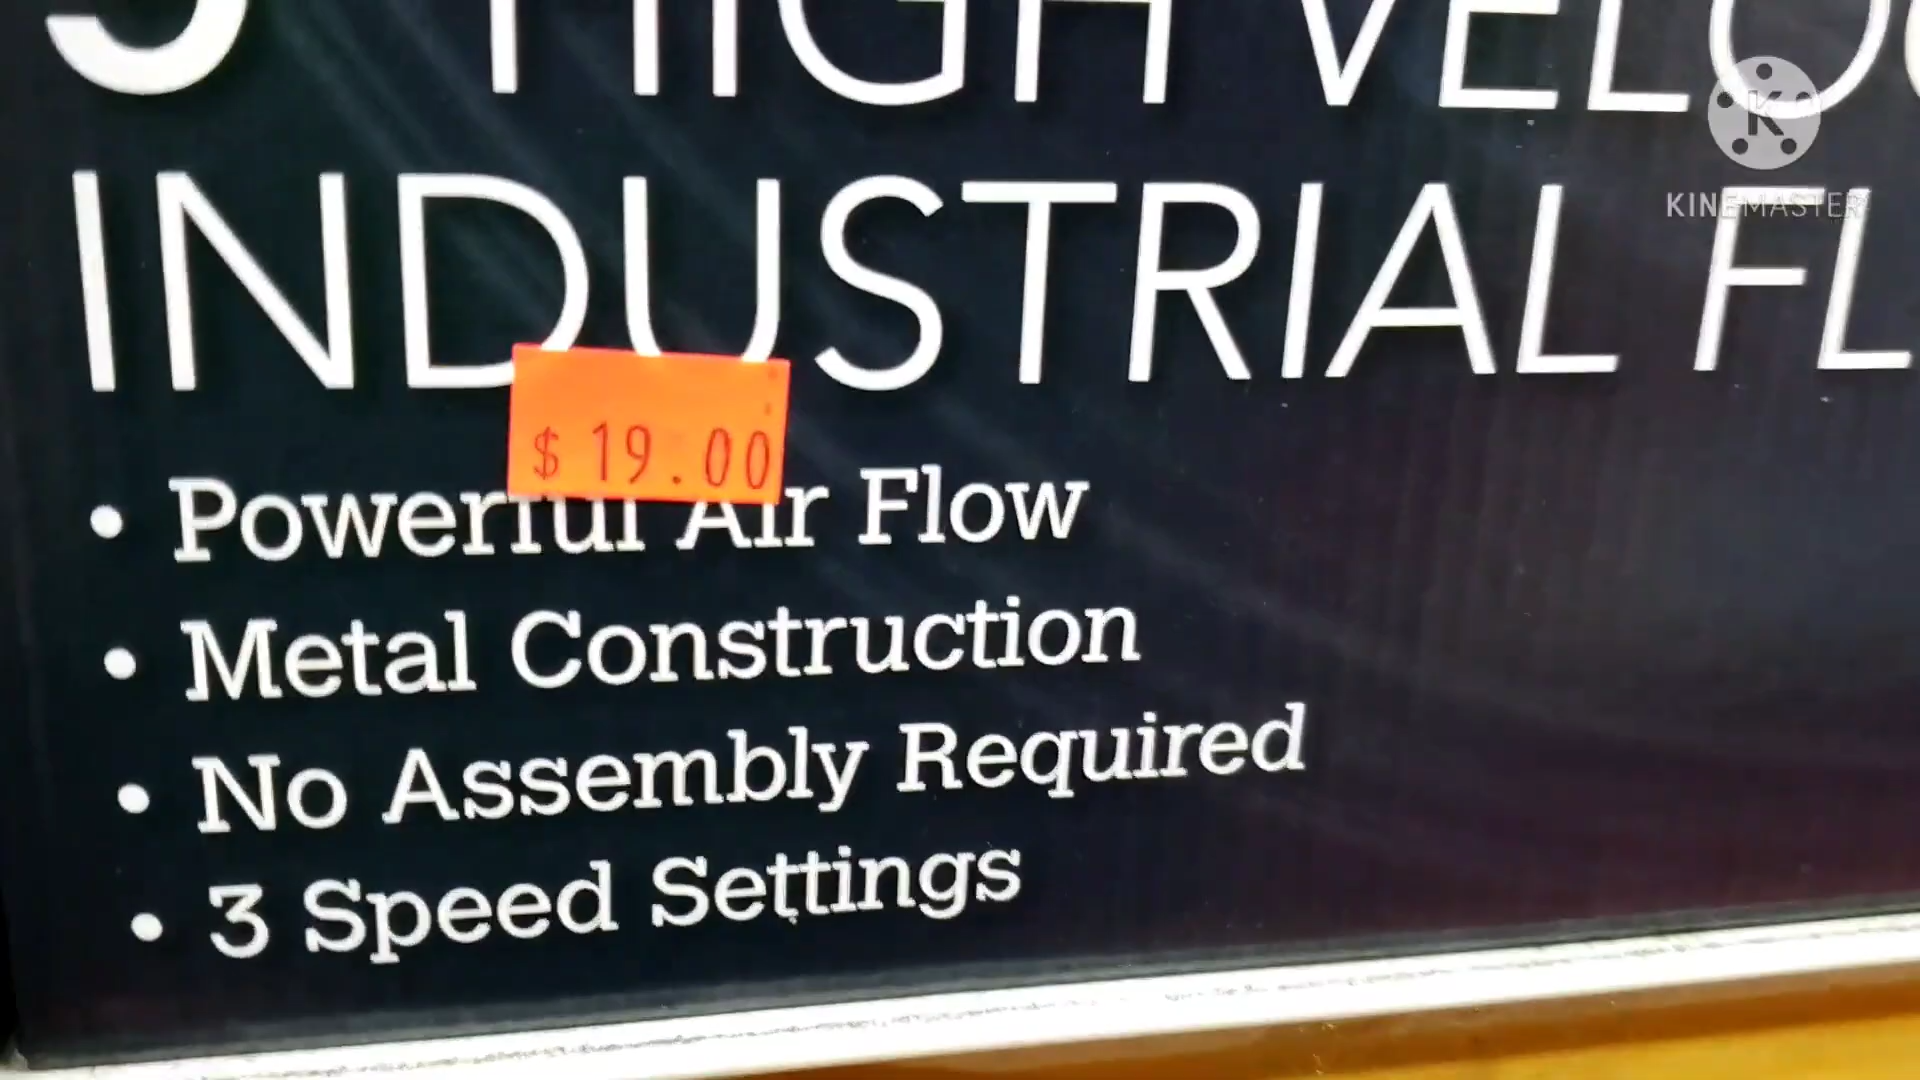 HIGH
INDUSTRIAL
$ 19.00
• Powerful Air Flow
• Metal Construction
• No Assembly Required
• 3 Speed Settings
K
KINEMASTER